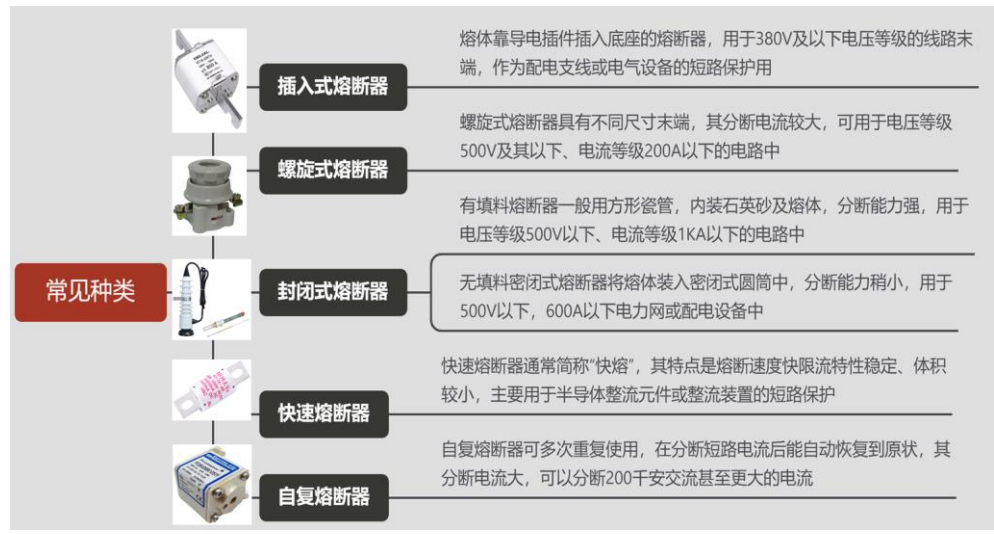 熔体靠导电插件插入底座的熔断器，用于380V及以下电压等级的线路末
端，作为配电支线或电气设备的短路保护用
插入式熔断器
螺旋式熔断器具有不同尺寸末端，其分断电流较大，可用于电压等级
500V及其以下、电流等级200A以下的电路中
螺旋式熔断器
有填料熔断器一般用方形瓷管，内装石英砂及熔体，分断能力强，用于
电压等级500V以下、电流等级1KA以下的电路中
常见种类
封闭式熔断器
无填料密闭式熔断器将熔体装入密闭式圆筒中，分断能力稍小，用于
500V以下，600A以下电力网或配电设备中
快速熔断器通常简称“快熔”，其特点是熔断速度快限流特性稳定、体积
较小，主要用于半导体整流元件或整流装置的短路保护
快速熔断器
自复熔断器可多次重复使用，在分断短路电流后能自动恢复到原状，其
分断电流大，可以分断200千安交流甚至更大的电流
自复熔断器